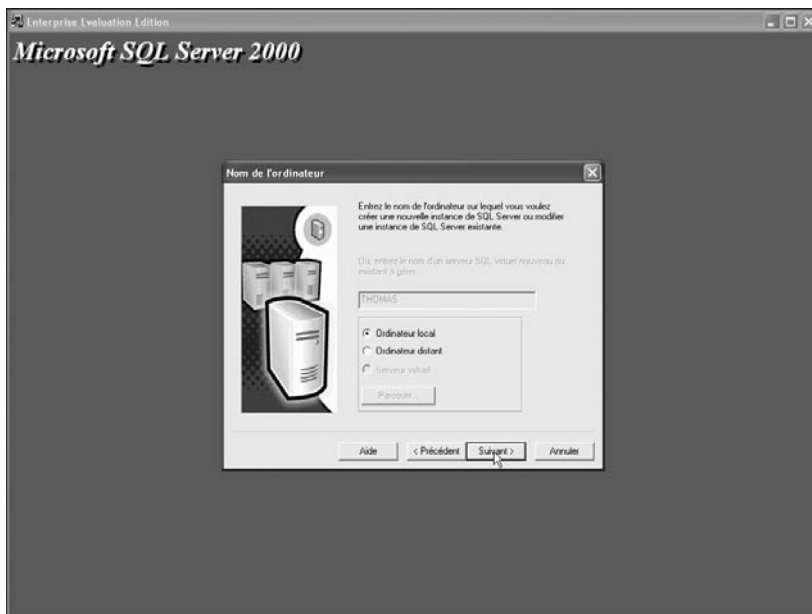 Enterprise Evaluation Edition
Microsoft SQL Server 2000
Nom de l'ordinateur
Entrez le nom de l'ordinateur sur lequel vous voulez
créer une nouvelle instance de SQL Server ou modifier
une instance de SQL Server existante.
Ou, entrez le nom d'un serveur SQL virtuel nouveau ou
existant à gérer.
THOMAS
Ordinateur local
Ordinateur distant
Serveur virtuel
Parcourir...
Aide
< Précédent
Suivant >
Annuler